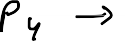 P₄ →